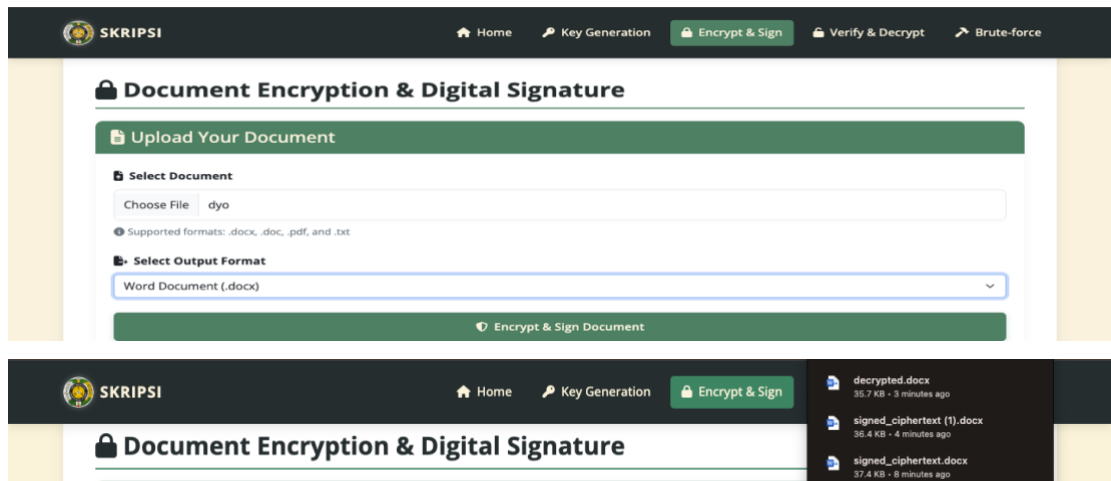 SKRIPSI Home Key Generation Encrypt & Sign Verify & Decrypt Brute-force
Document Encryption & Digital Signature
Upload Your Document
Select Document
Choose File dyo
Supported formats: .docx, .doc, .pdf, and .txt
Select Output Format
Word Document (.docx)
Encrypt & Sign Document
SKRIPSI Home Key Generation Encrypt & Sign
Document Encryption & Digital Signature
decrypted.docx
35.7 KB - 3 minutes ago
signed_ciphertext (1).docx
36.4 KB - 4 minutes ago
signed_ciphertext.docx
37.4 KB - 8 minutes ago